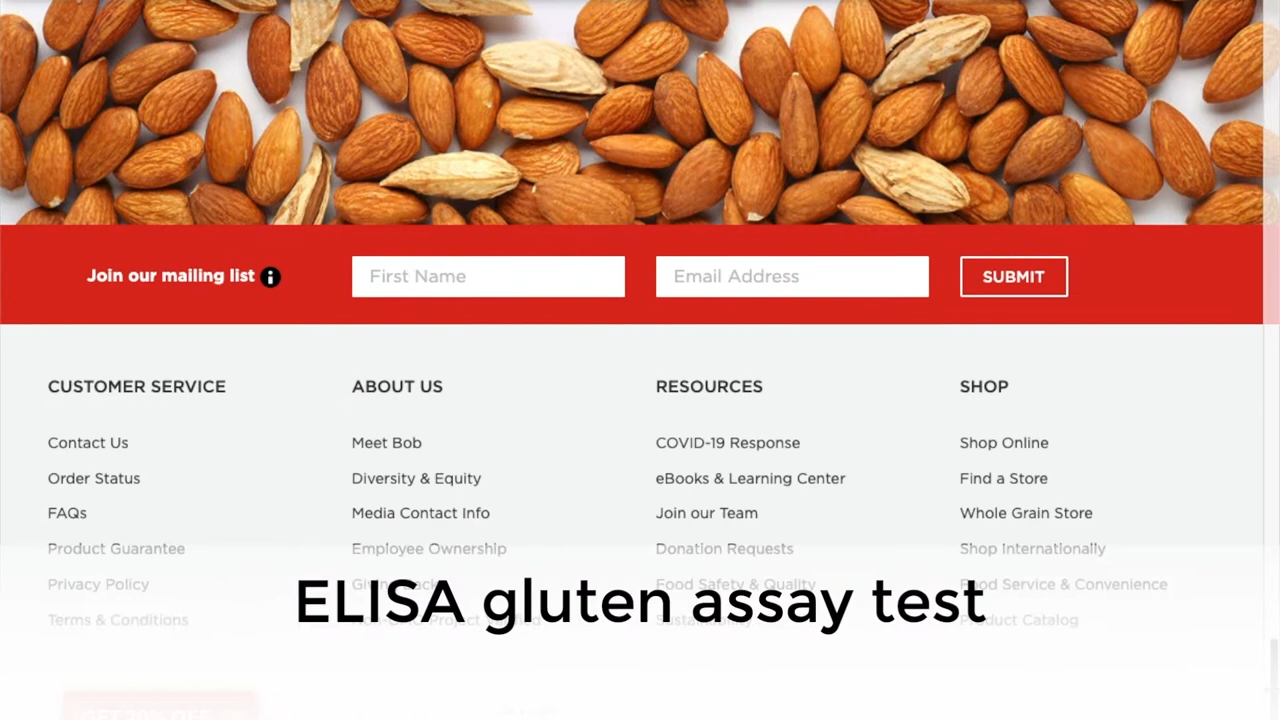 Join our mailing list
First Name
Email Address
SUBMIT
CUSTOMER SERVICE
ABOUT US
RESOURCES
SHOP
Contact Us
Meet Bob
COVID-19 Response
Shop Online
Order Status
Diversity & Equity
eBooks & Learning Center
Find a Store
FAQs
Media Contact Info
Join our Team
Whole Grain Store
Product Guarantee
Employee Ownership
Donation Requests
Shop Internationally
Privacy Policy
Food Safety & Quality
Food Service & Convenience
ELISA gluten assay test
Terms & Conditions
Product Catalog